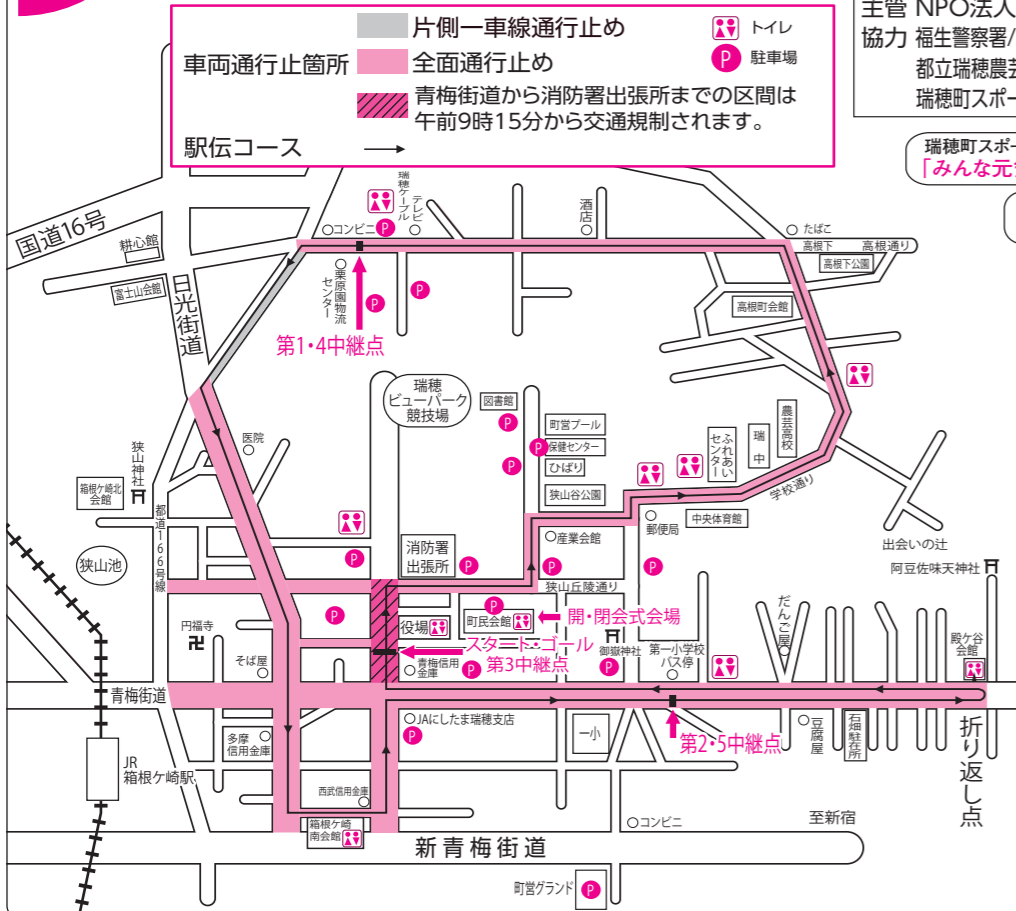 片側一車線通行止め
車両通行止箇所
全面通行止め
青梅街道から消防署出張所までの区間は
午前9時15分から交通規制されます。
駅伝コース
トイレ
P 駐車場
主管 NPO法人
協力 福生警察署/
都立瑞穂農芸
瑞穂町スポー
瑞穂町スポー
「みんな元気
国道16号
耕心館
富士山会館
日光街道
コンビニ
P
瑞穂ケーブル
テレビ
酒店
たばこ
高根下
高根通り
高根下公園
高根町会館
栗原園物流
センター
P
P
第1・4中継点
瑞穂
ビューパーク
競技場
図書館
P
町営プール
P
保健センター
P
ひばり
狭山谷公園
ふれあい
センター
瑞中
農芸高校
学校通り
中央体育館
郵便局
産業会館
医院
狭山神社
箱根ケ崎北
会館
都道166号線
狭山池
P
消防署
出張所
P
P
P
狭山丘陵通り
出会いの辻
阿豆佐味天神社
円福寺
P
役場
P
町民会館
開・閉会式会場
スタート・ゴール
第3中継点
青梅信用
金庫
P
御嶽神社
P
第一小学校
バス停
だんご屋
殿ケ谷
会館
そば屋
青梅街道
JAにしたま瑞穂支店
P
一小
第2・5中継点
豆腐屋
石畑駐在所
折り返し点
多摩
信用金庫
JR
箱根ケ崎駅
西武信用金庫
箱根ケ崎
南会館
コンビニ
至新宿
新青梅街道
町営グランド
P